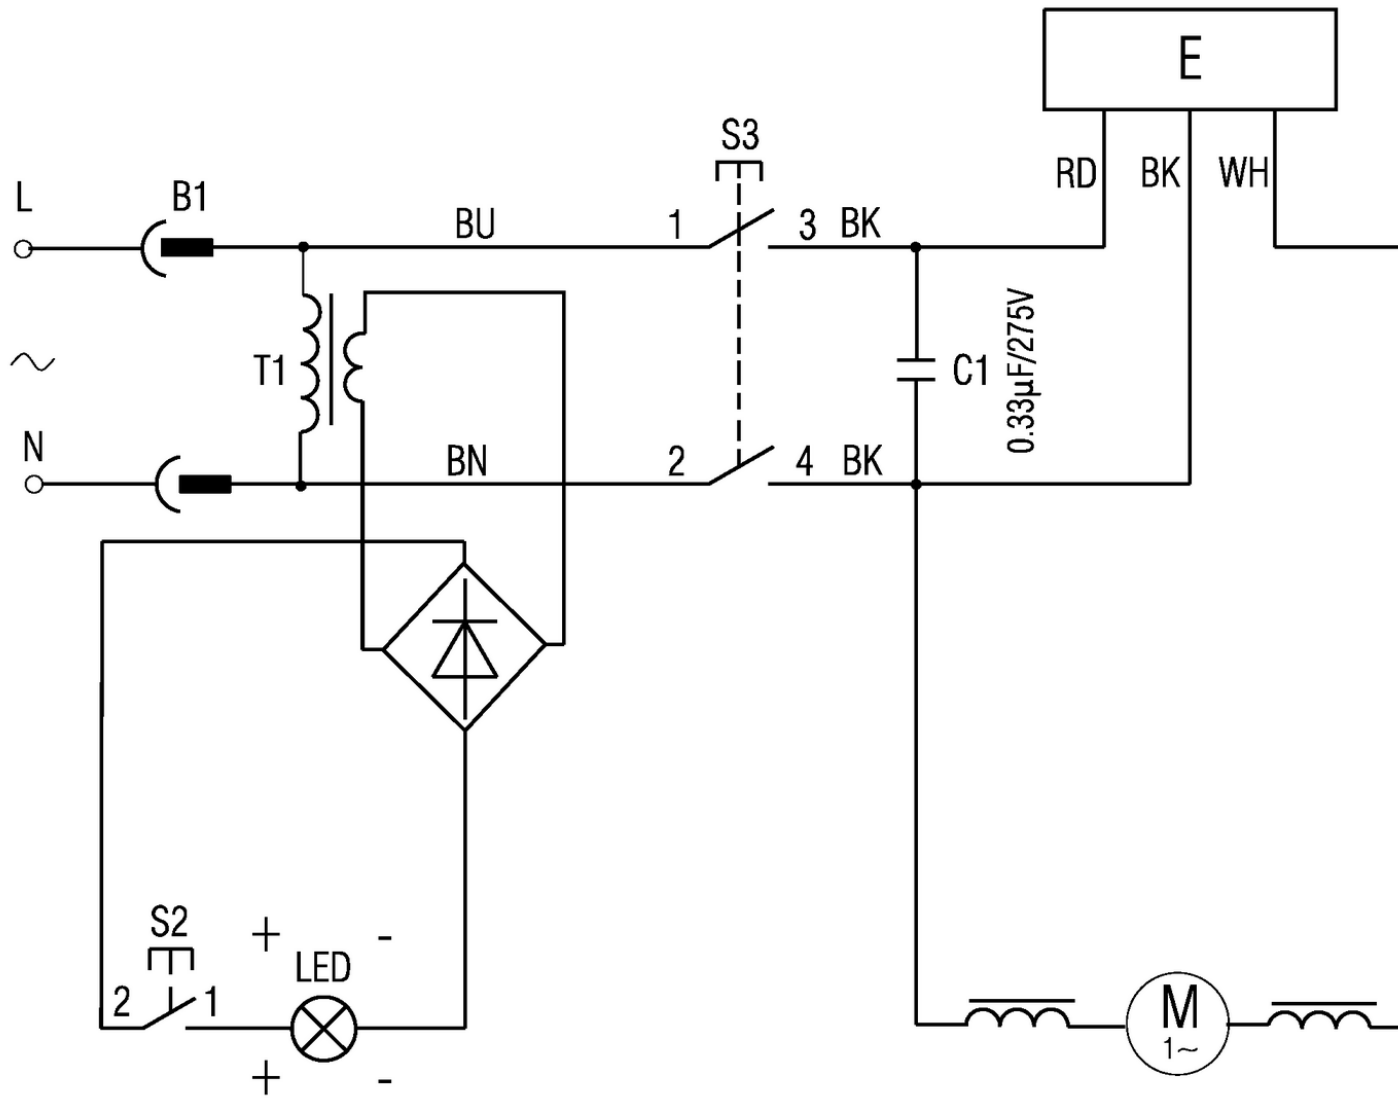 E
S3
RD BK WH
L B1 BU 1 3 BK
T1 C1 0.33µF/275V
N BN 2 4 BK
S2 + -
LED
2 1 M
1~
+ -